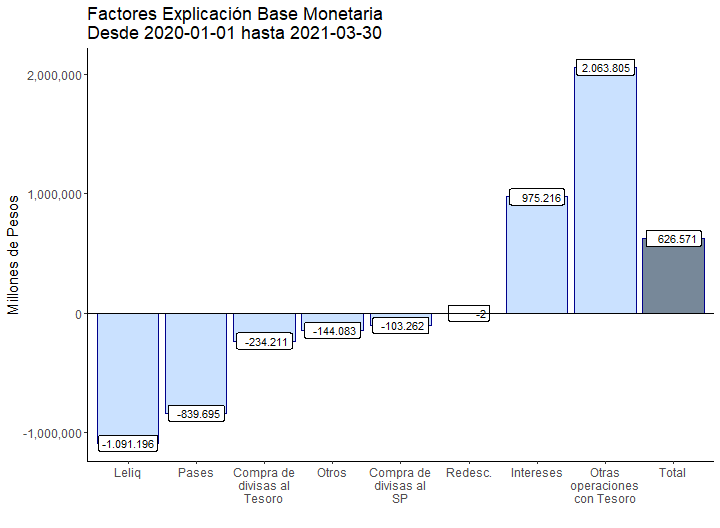 Factores Explicación Base Monetaria
Desde 2020-01-01 hasta 2021-03-30
Millones de Pesos
2,000,000
1,000,000
0
-1,000,000
-1.091.196
-839.695
-234.211
-144.083
-103.262
-2
975.216
2.063.805
626.571
Leliq
Pases
Compra de
divisas al
Tesoro
Otros
Compra de
divisas al
SP
Redesc.
Intereses
Otras
operaciones
con Tesoro
Total